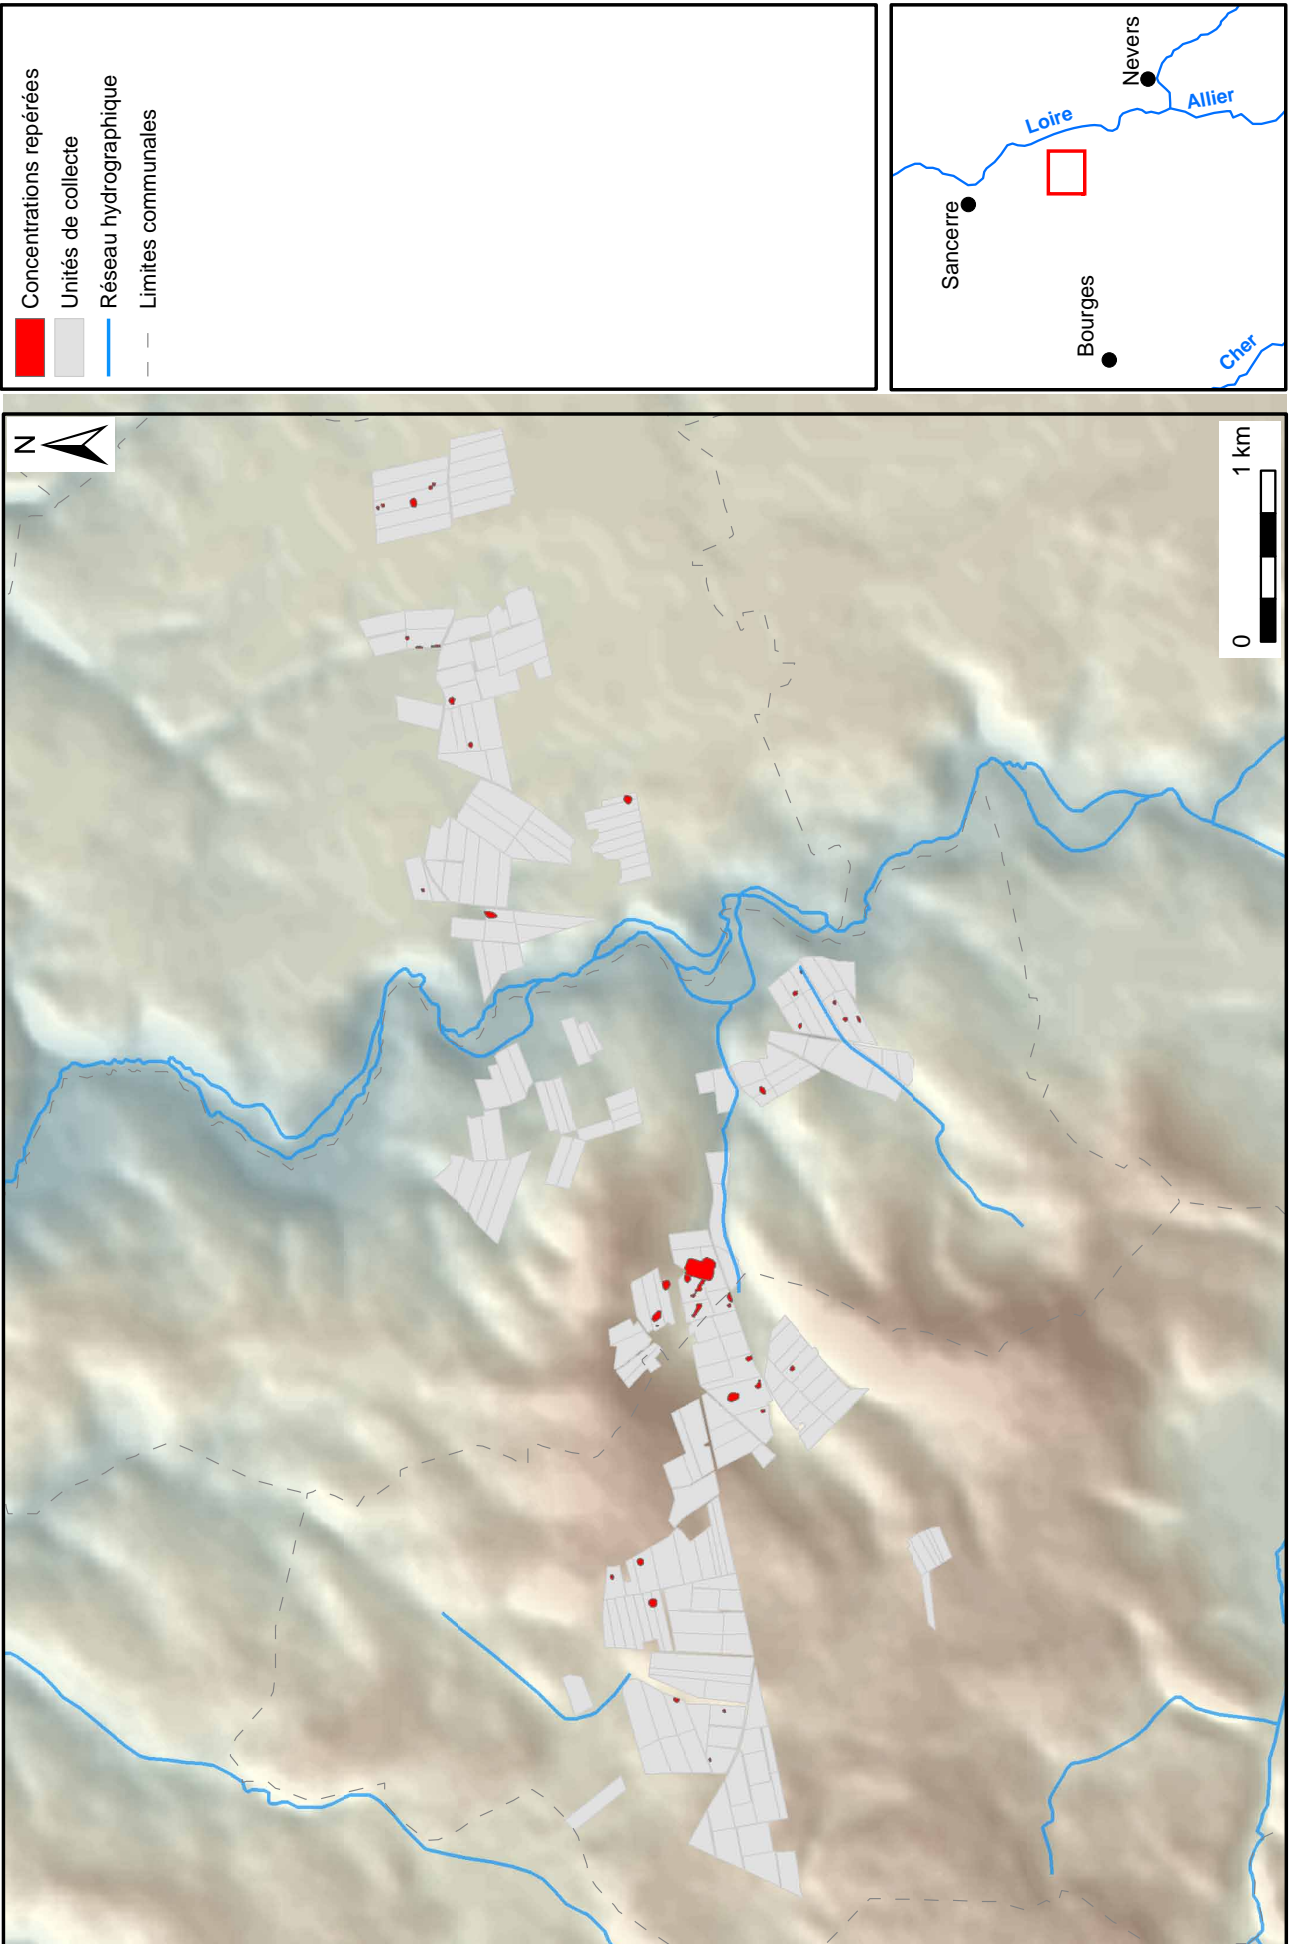 Concentrations repérées
Unités de collecte
Réseau hydrographique
Limites communales
Sancerre
Bourges
Nevers
Loire
Allier
Cher
N
0 1 km